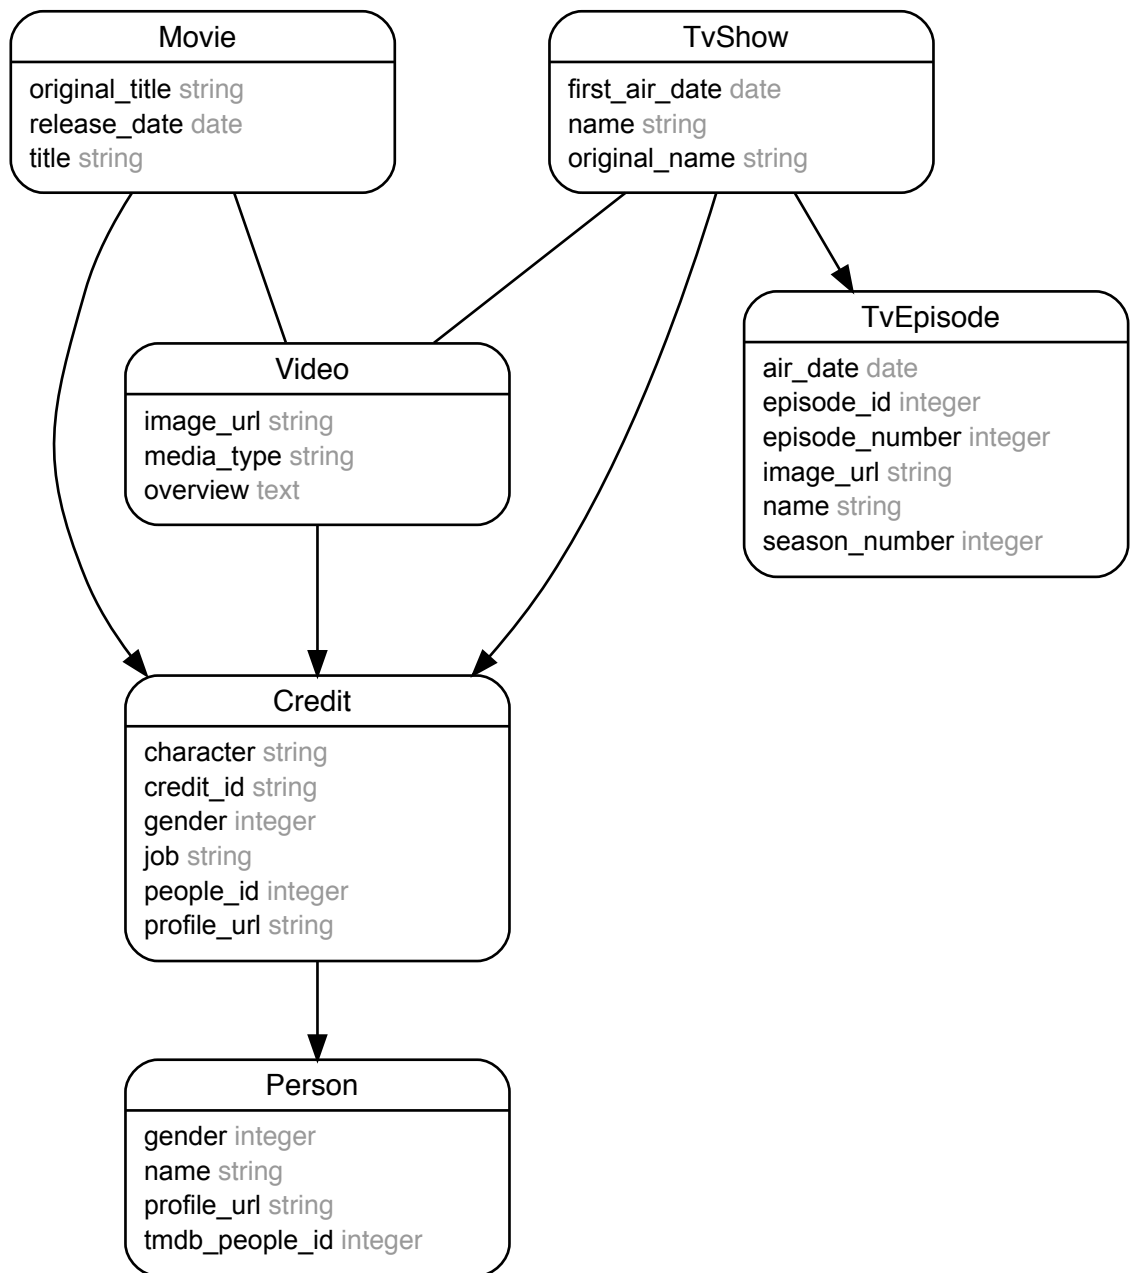 Movie
original_title string
release_date date
title string
TvShow
first_air_date date
name string
original_name string
TvEpisode
air_date date
episode_id integer
episode_number integer
image_url string
name string
season_number integer
Video
image_url string
media_type string
overview text
Credit
character string
credit_id string
gender integer
job string
people_id integer
profile_url string
Person
gender integer
name string
profile_url string
tmdb_people_id integer